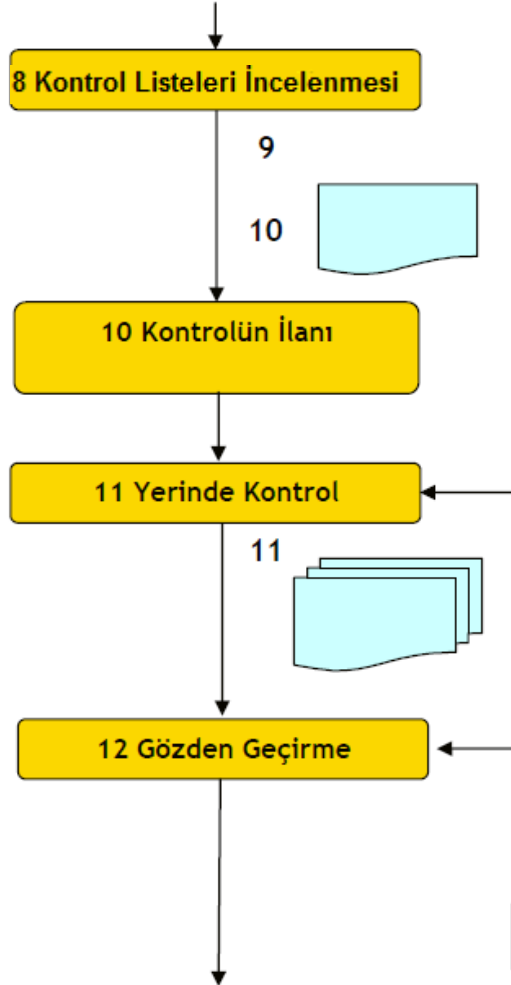 8 Kontrol Listeleri İncelenmesi
9
10
10 Kontrolün İlanı
11 Yerinde Kontrol
11
12 Gözden Geçirme